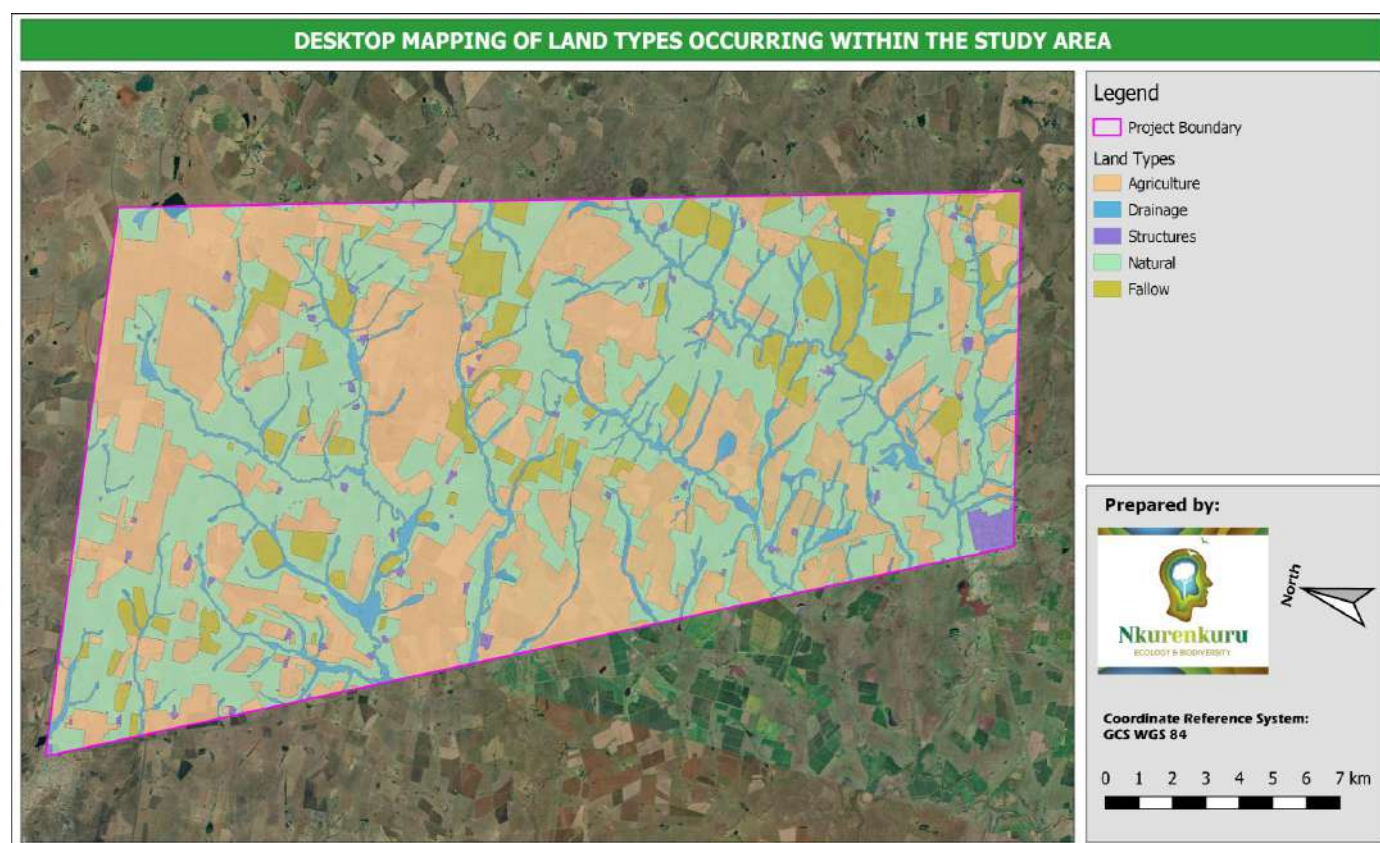 DESKTOP MAPPING OF LAND TYPES OCCURRING WITHIN THE STUDY AREA
Legend
Project Boundary
Land Types
Agriculture
Drainage
Structures
Natural
Fallow
Prepared by:
Nkurenkuru
ECOLOGY & BIODIVERSITY
North
Coordinate Reference System:
GCS WGS 84
0 1 2 3 4 5 6 7 km